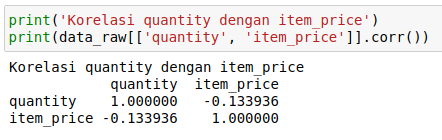 print('Korelasi quantity dengan item_price')
print(data_raw[['quantity', 'item_price']].corr())
Korelasi quantity dengan item_price
            quantity  item_price
quantity    1.000000   -0.133936
item_price -0.133936    1.000000